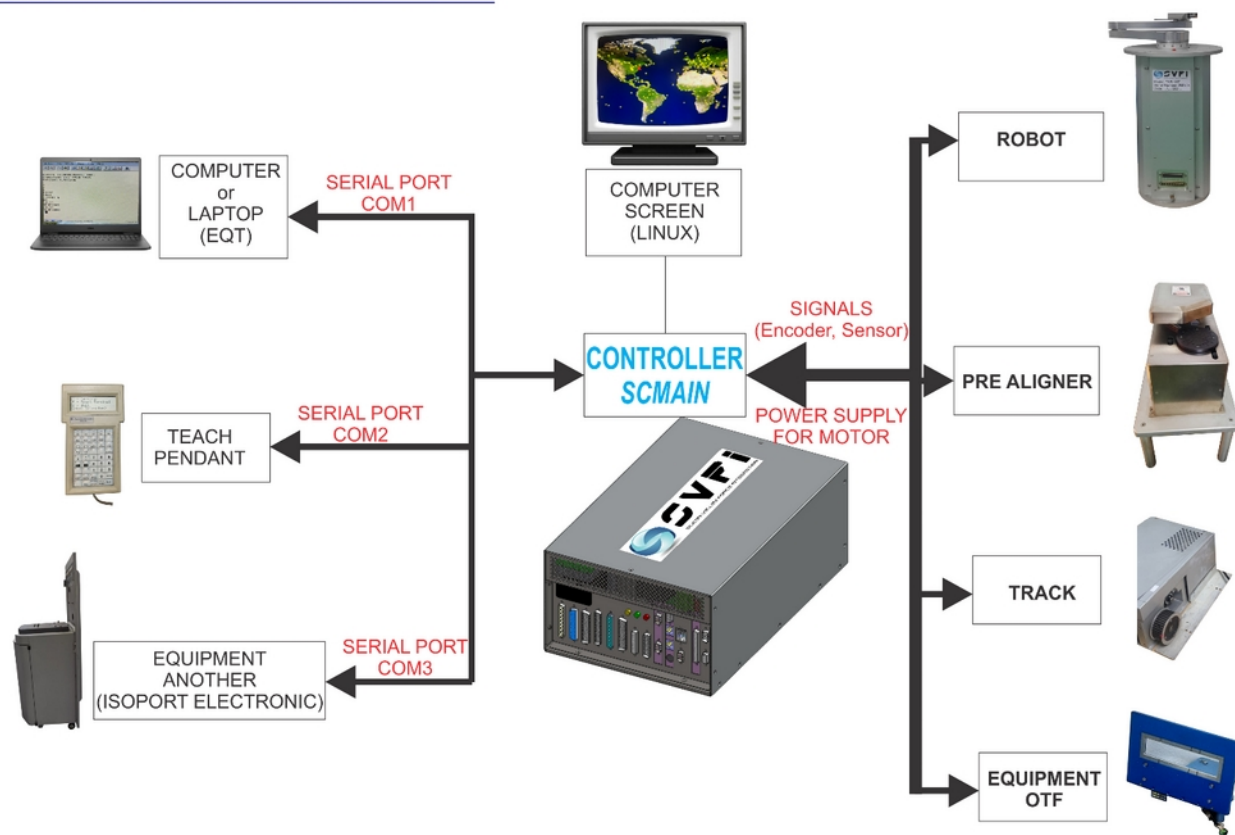 COMPUTER
or
LAPTOP
(EQT)
SERIAL PORT
COM1
COMPUTER
SCREEN
(LINUX)
ROBOT
SVFi
SIGNALS
(Encoder, Sensor)
CONTROLLER
SCMAIN
PRE ALIGNER
POWER SUPPLY
FOR MOTOR
SERIAL PORT
COM2
TEACH
PENDANT
SVFi
TRACK
SERIAL PORT
COM3
EQUIPMENT
ANOTHER
(ISOPORT ELECTRONIC)
EQUIPMENT
OTF